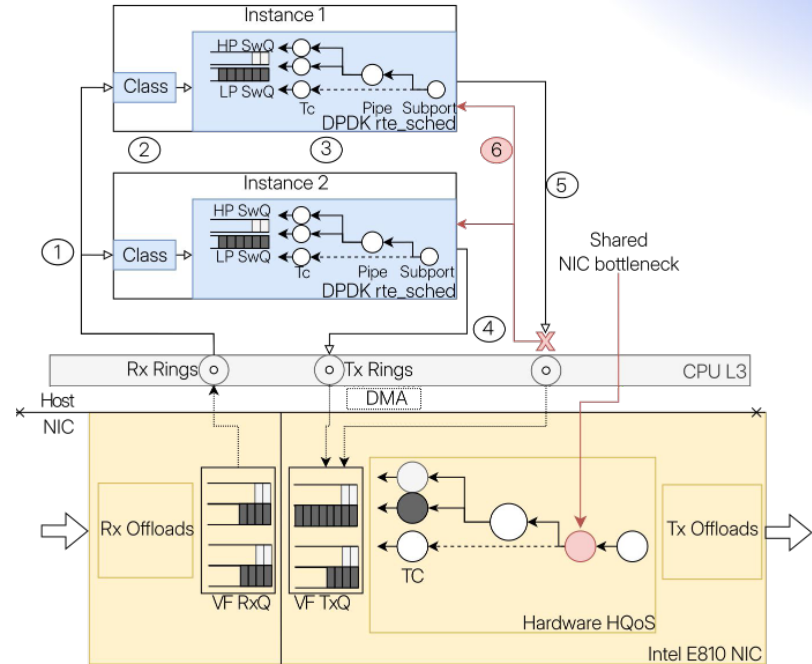 Instance 1
HP SwQ
Class
LP SwQ
Tc
Pipe
Subport
DPDK rte_sched
2
3
6
5
Instance 2
HP SwQ
1
Class
LP SwQ
Tc
Pipe
Subport
DPDK rte_sched
Shared
NIC bottleneck
4
X
Rx Rings
Tx Rings
CPU L3
Host
DMA
NIC
Rx Offloads
Tx Offloads
TC
VF RxQ
VF TxQ
Hardware HQoS
Intel E810 NIC